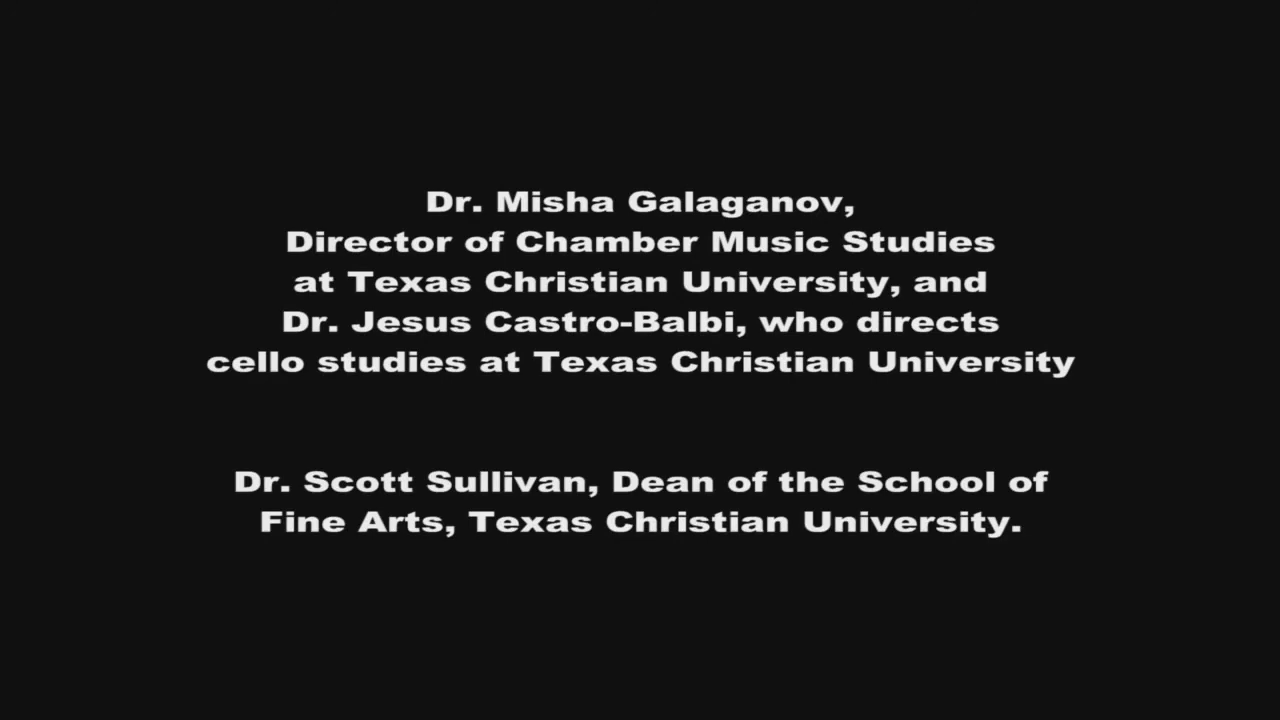 Dr. Misha Galaganov,
Director of Chamber Music Studies
at Texas Christian University, and
Dr. Jesus Castro-Balbi, who directs
cello studies at Texas Christian University
Dr. Scott Sullivan, Dean of the School of
Fine Arts, Texas Christian University.